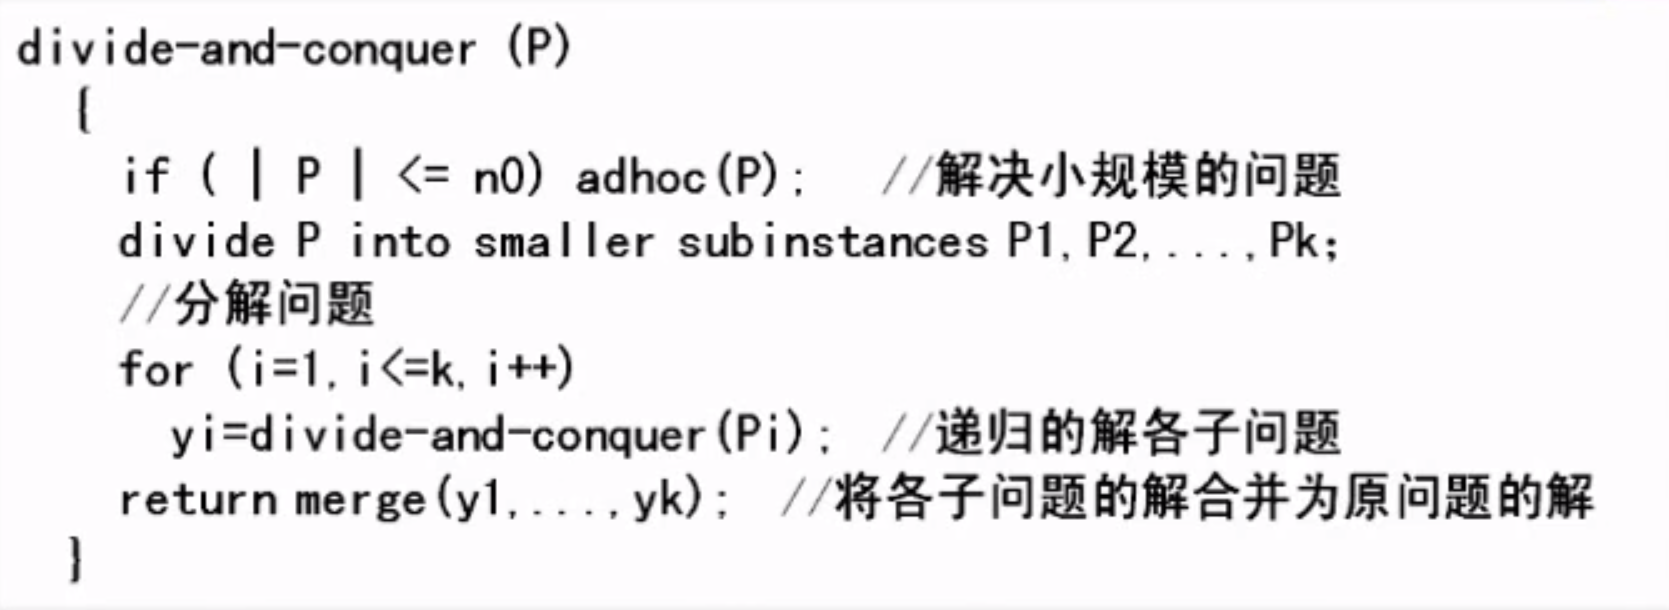 divide-and-conquer (P)
{
if ( | P | <= n0) adhoc(P); //解决小规模的问题
divide P into smaller subinstances P1,P2,...,Pk;
//分解问题
for (i=1,i<=k,i++)
yi=divide-and-conquer(Pi); //递归的解各子问题
return merge(y1,...,yk); //将各子问题的解合并为原问题的解
}